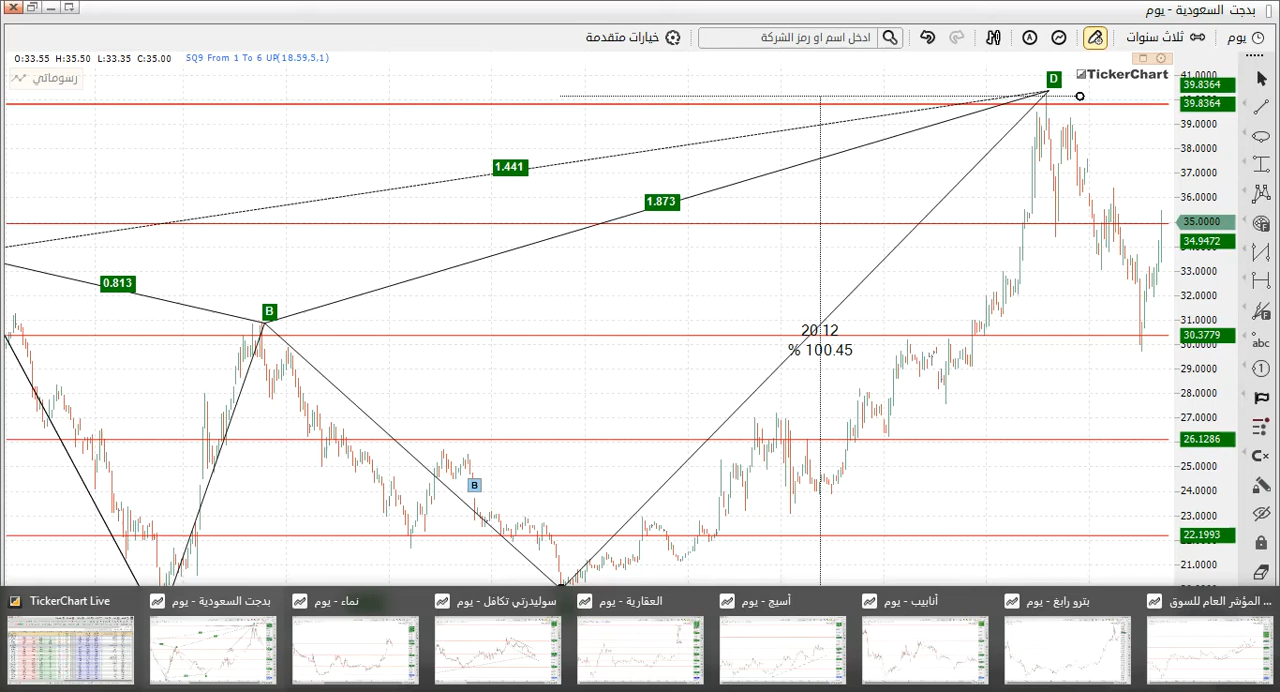 بدجت السعودية - يوم
يوم
ثلاث سنوات
ادخل اسم او رمز الشركة
خيارات متقدمة
O:33.55 H:35.50 L:33.35 C:35.00
SQ9 From 1 To 6 UP(18.59,5,1)
رسوماتي
TickerChart
D
1.441
1.873
0.813
B
B
20.12
% 100.45
41.0000
39.8364
39.8364
39.0000
38.0000
37.0000
36.0000
35.0000
34.9472
33.0000
32.0000
31.0000
30.3779
29.0000
28.0000
27.0000
26.1286
25.0000
24.0000
23.0000
22.1993
21.0000
abc
TickerChart Live
بدجت السعودية - يوم
نماء - يوم
سوليدرتي تكافل - يوم
العقارية - يوم
أسيج - يوم
أنابيب - يوم
بترو رابغ - يوم
المؤشر العام للسوق ...